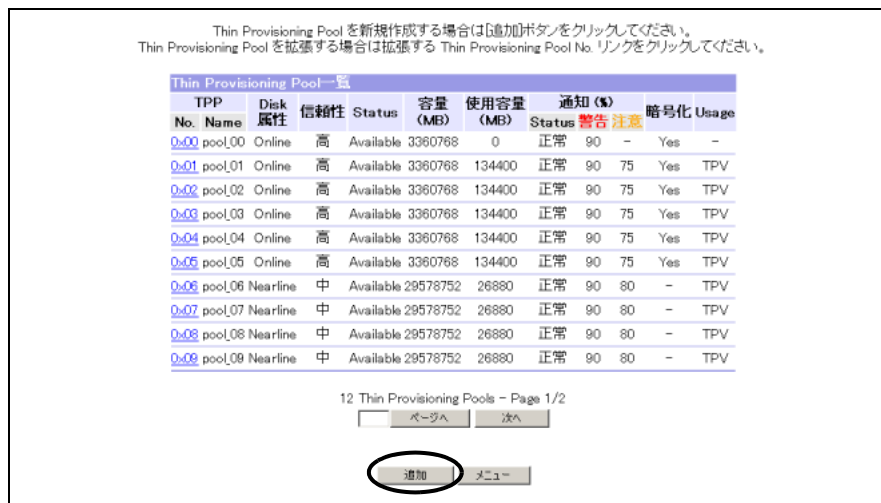 Thin Provisioning Pool を新規作成する場合は[追加]ボタンをクリックしてください。
Thin Provisioning Pool を拡張する場合は拡張する Thin Provisioning Pool No. リンクをクリックしてください。
Thin Provisioning Pool一覧
TPP Disk属性 信頼性 Status 容量(MB) 使用容量(MB) 通知 (%) 暗号化 Usage
No. Name Status 警告 注意
0x00 pool_00 Online 高 Available 3360768 0 正常 90 - Yes -
0x01 pool_01 Online 高 Available 3360768 134400 正常 90 75 Yes TPV
0x02 pool_02 Online 高 Available 3360768 134400 正常 90 75 Yes TPV
0x03 pool_03 Online 高 Available 3360768 134400 正常 90 75 Yes TPV
0x04 pool_04 Online 高 Available 3360768 134400 正常 90 75 Yes TPV
0x05 pool_05 Online 高 Available 3360768 134400 正常 90 75 Yes TPV
0x06 pool_06 Nearline 中 Available 29578752 26880 正常 90 80 - TPV
0x07 pool_07 Nearline 中 Available 29578752 26880 正常 90 80 - TPV
0x08 pool_08 Nearline 中 Available 29578752 26880 正常 90 80 - TPV
0x09 pool_09 Nearline 中 Available 29578752 26880 正常 90 80 - TPV
12 Thin Provisioning Pools - Page 1/2
ページへ 次へ
追加 メニュー